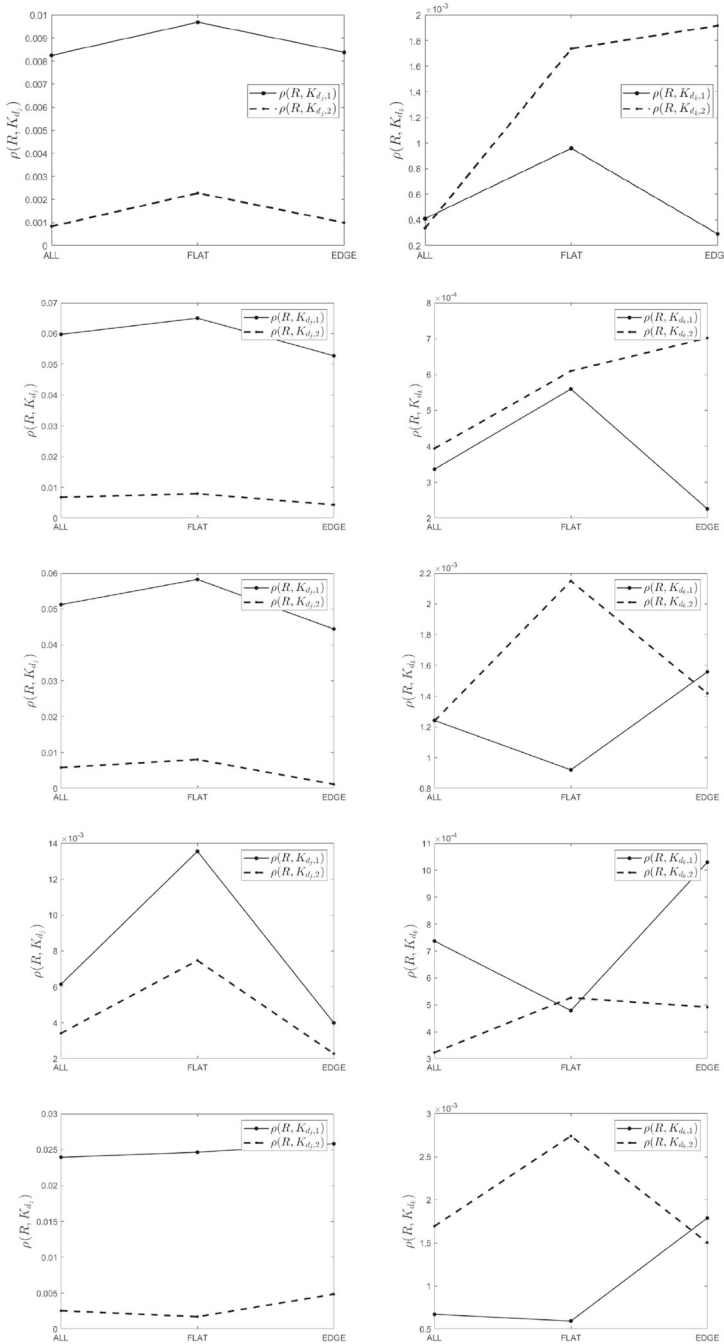 0.01
0.009
0.008
0.007
0.006
0.005
0.004
0.003
0.002
0.001
0
ρ(R, K_{d_j})
ρ(R, K_{d_j,1})
ρ(R, K_{d_j,2})
ALL FLAT EDGE
×10⁻³
2
1.8
1.6
1.4
1.2
1
0.8
0.6
0.4
0.2
ρ(R, K_{d_k})
ρ(R, K_{d_k,1})
ρ(R, K_{d_k,2})
ALL FLAT EDG
0.07
0.06
0.05
0.04
0.03
0.02
0.01
0
ρ(R, K_{d_j})
ρ(R, K_{d_j,1})
ρ(R, K_{d_j,2})
ALL FLAT EDGE
×10⁻⁴
8
7
6
5
4
3
2
ρ(R, K_{d_k})
ρ(R, K_{d_k,1})
ρ(R, K_{d_k,2})
ALL FLAT EDGE
0.06
0.05
0.04
0.03
0.02
0.01
0
ρ(R, K_{d_j})
ρ(R, K_{d_j,1})
ρ(R, K_{d_j,2})
ALL FLAT EDGE
×10⁻³
2.2
2
1.8
1.6
1.4
1.2
1
0.8
ρ(R, K_{d_k})
ρ(R, K_{d_k,1})
ρ(R, K_{d_k,2})
ALL FLAT EDGE
×10⁻³
14
12
10
8
6
4
2
ρ(R, K_{d_j})
ρ(R, K_{d_j,1})
ρ(R, K_{d_j,2})
ALL FLAT EDGE
×10⁻⁴
11
10
9
8
7
6
5
4
3
ρ(R, K_{d_k})
ρ(R, K_{d_k,1})
ρ(R, K_{d_k,2})
ALL FLAT EDGE
0.03
0.025
0.02
0.015
0.01
0.005
0
ρ(R, K_{d_j})
ρ(R, K_{d_j,1})
ρ(R, K_{d_j,2})
ALL FLAT EDGE
×10⁻³
3
2.5
2
1.5
1
0.5
ρ(R, K_{d_k})
ρ(R, K_{d_k,1})
ρ(R, K_{d_k,2})
ALL FLAT EDGE